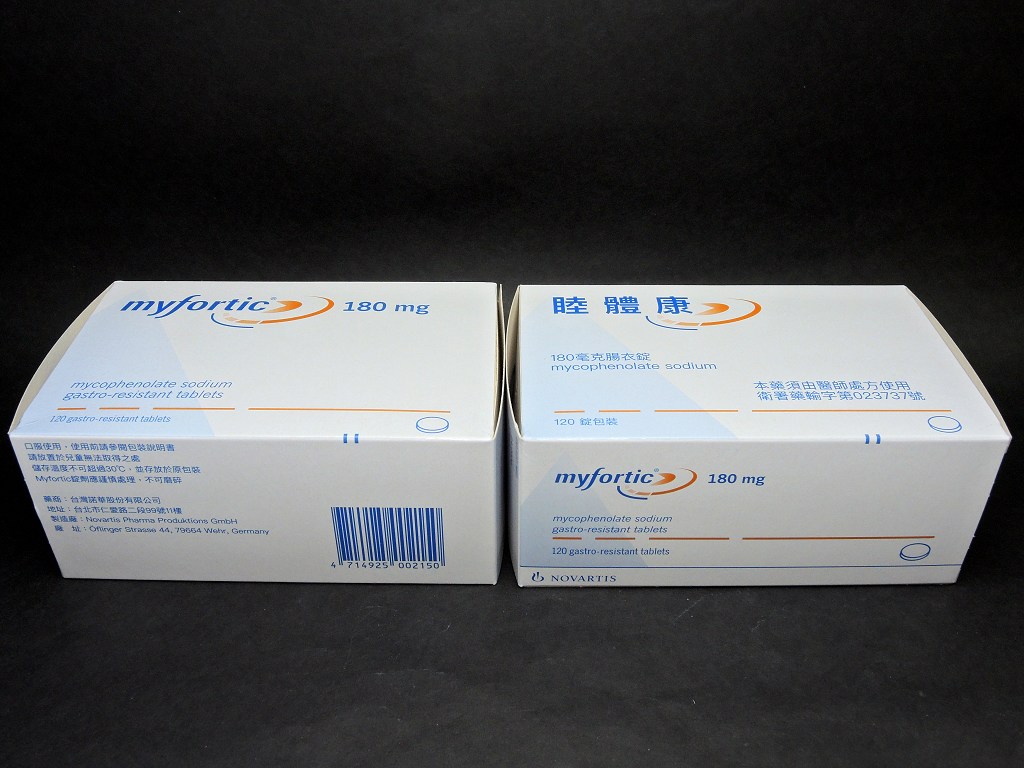 myfortic® 180 mg
mycophenolate sodium
gastro-resistant tablets
120 gastro-resistant tablets
口服使用，使用前請參閱包裝說明書
請放置於兒童無法取得之處
儲存溫度不可超過30℃，並存放於原包裝
Myfortic錠劑應謹慎處理，不可磨碎
藥商：台灣諾華股份有限公司
地址：台北市仁愛路二段99號11樓
製造廠：Novartis Pharma Produktions GmbH
廠　址：Öflinger Strasse 44, 79664 Wehr, Germany
4 714925 002150
睦體康
180毫克腸衣錠
mycophenolate sodium
本藥須由醫師處方使用
衛署藥輸字第023737號
120 錠包裝
myfortic® 180 mg
mycophenolate sodium
gastro-resistant tablets
120 gastro-resistant tablets
NOVARTIS